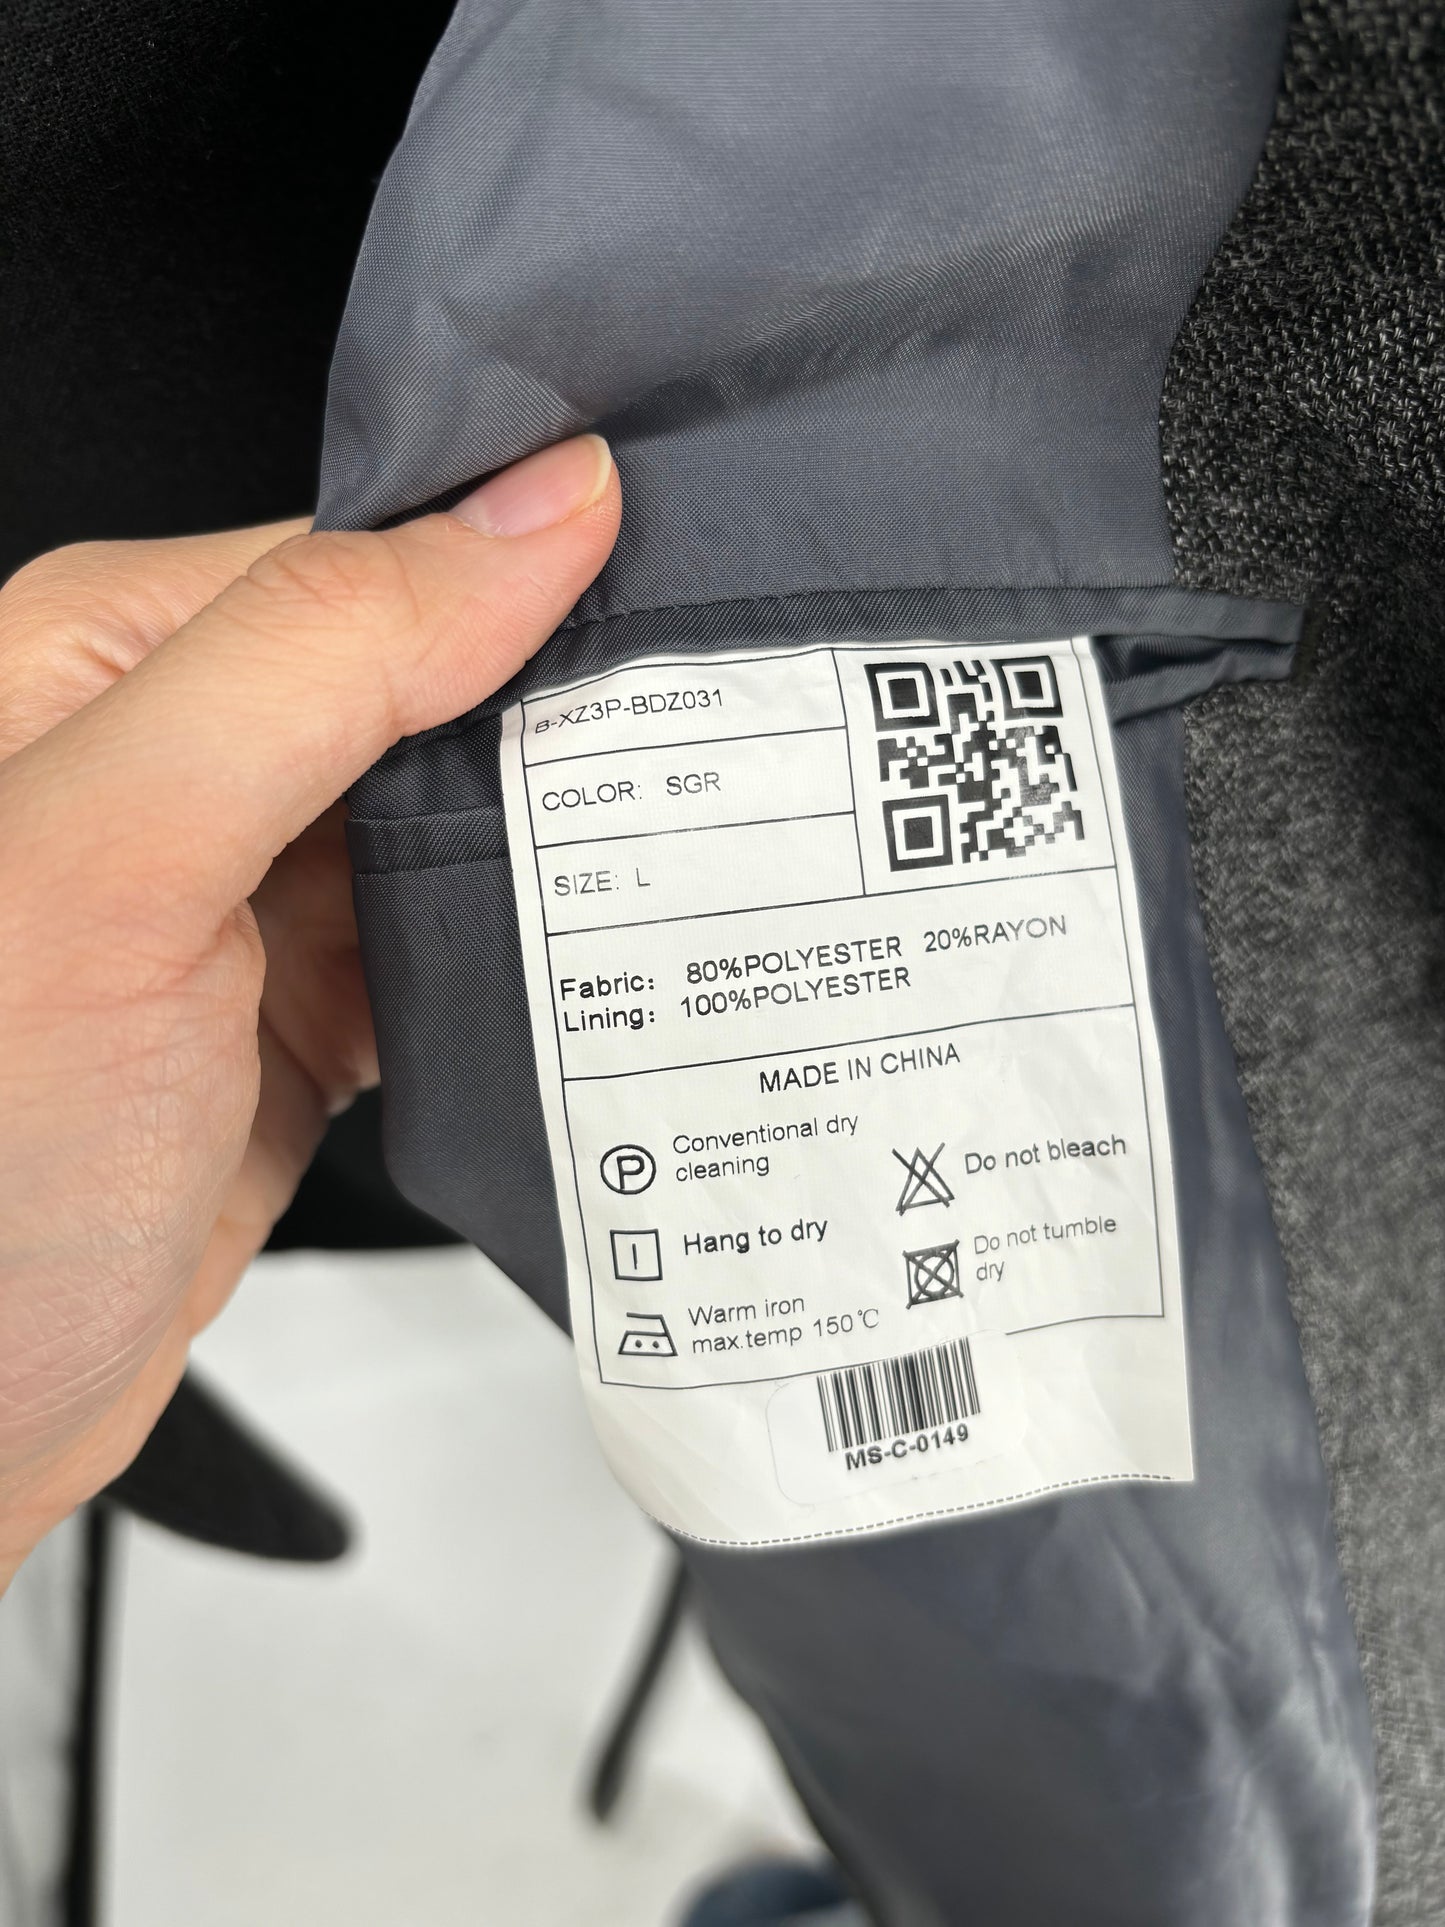 B-XZ3P-BDZ031
COLOR: SGR
SIZE: L
Fabric: 80%POLYESTER 20%RAYON
Lining: 100%POLYESTER
MADE IN CHINA
P
Conventional dry
cleaning
Do not bleach
Hang to dry
Do not tumble
dry
Warm iron
max.temp 150℃
MS-C-0149